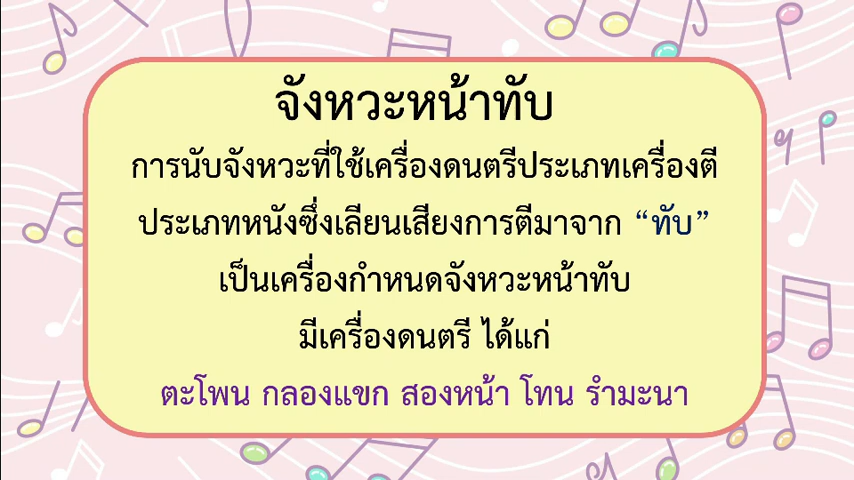 จังหวะหน้าทับ
การนับจังหวะที่ใช้เครื่องดนตรีประเภทเครื่องตี
ประเภทหนังซึ่งเลียนเสียงการตีมาจาก “ทับ”
เป็นเครื่องกำหนดจังหวะหน้าทับ
มีเครื่องดนตรี ได้แก่
ตะโพน กลองแขก สองหน้า โทน รำมะนา